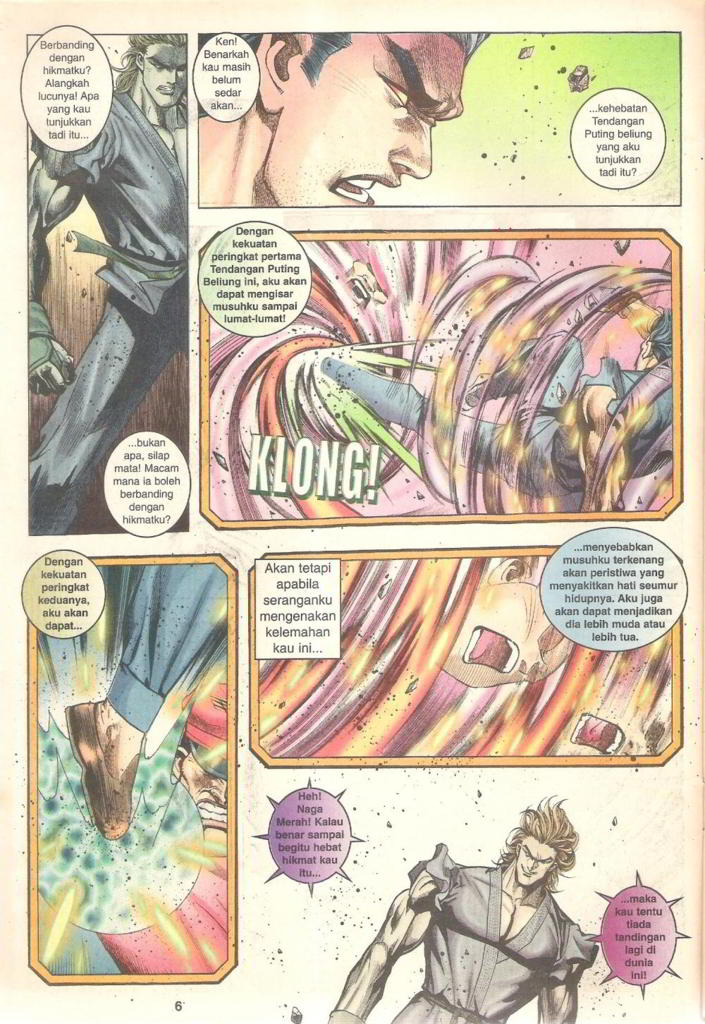 Berbanding
dengan
hikmatku?
Alangkah
lucunya! Apa
yang kau
tunjukkan
tadi itu...
...bukan
apa, silap
mata! Macam
mana ia boleh
berbanding
dengan
hikmatku?
Ken!
Benarkah
kau masih
belum
sedar
akan...
...kehebatan
Tendangan
Puting
beliung
yang aku
tunjukkan
tadi itu?
Dengan
kekuatan
peringkat pertama
Tendangan Puting
Beliung ini, aku akan
dapat mengisar
musuhku sampai
lumat-lumat!
KLONG!
Dengan
kekuatan
peringkat
keduanya,
aku akan
dapat...
...menyebabkan
musuhku terkenang
akan peristiwa yang
menyakitkan hati seumur
hidupnya. Aku juga
akan dapat menjadikan
dia lebih muda atau
lebih tua.
Akan tetapi
apabila
seranganku
mengenakan
kelemahan
kau ini...
Heh!
Naga
Merah! Kalau
benar sampai
begitu hebat
hikmat kau
itu...
...maka
kau tentu
tiada
tandingan
lagi di
dunia
ini!
6